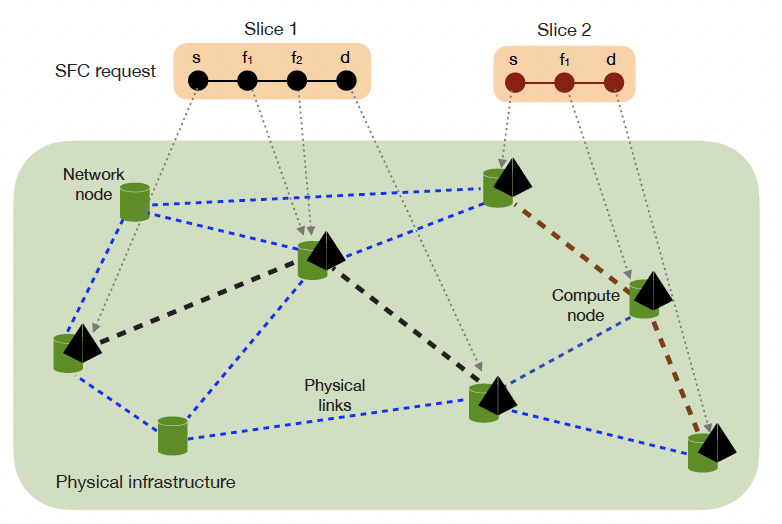 Slice 1
Slice 2
SFC request
s f₁ f₂ d
s f₁ d
Network
node
Compute
node
Physical
links
Physical infrastructure